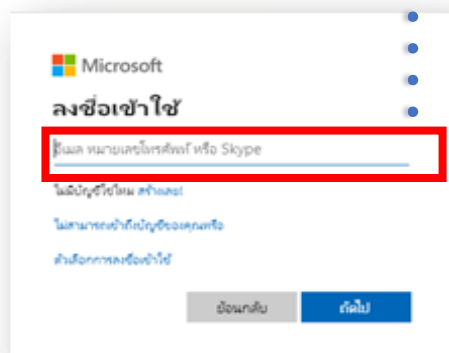 Microsoft
ลงชื่อเข้าใช้
อีเมล หมายเลขโทรศัพท์ หรือ Skype
ไม่มีบัญชีใช่ไหม สร้างเลย!
ไม่สามารถเข้าถึงบัญชีของคุณหรือ
ตัวเลือกการลงชื่อเข้าใช้
ย้อนกลับ ถัดไป